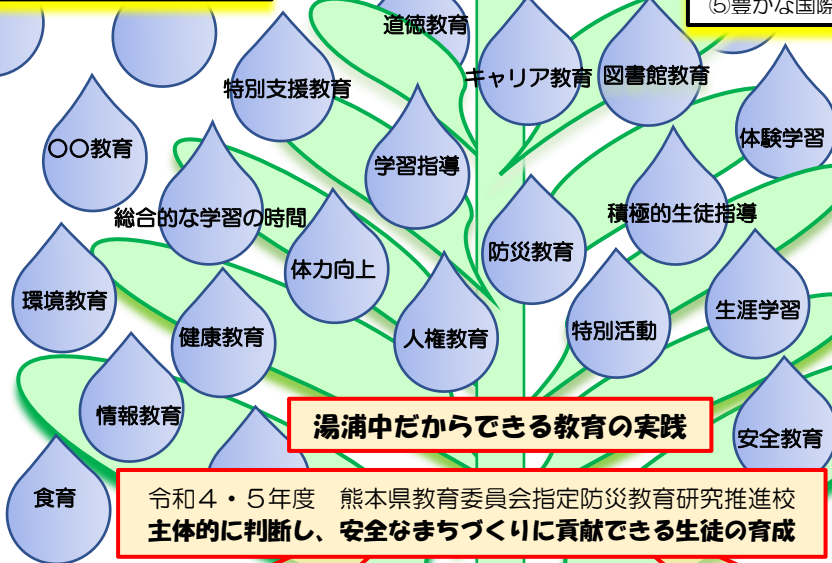 ⑤豊かな国際
道徳教育
特別支援教育
キャリア教育
図書館教育
〇〇教育
学習指導
体験学習
総合的な学習の時間
積極的生徒指導
体力向上
防災教育
環境教育
健康教育
人権教育
特別活動
生涯学習
情報教育
湯浦中だからできる教育の実践
安全教育
食育
令和４・５年度　熊本県教育委員会指定防災教育研究推進校
主体的に判断し、安全なまちづくりに貢献できる生徒の育成